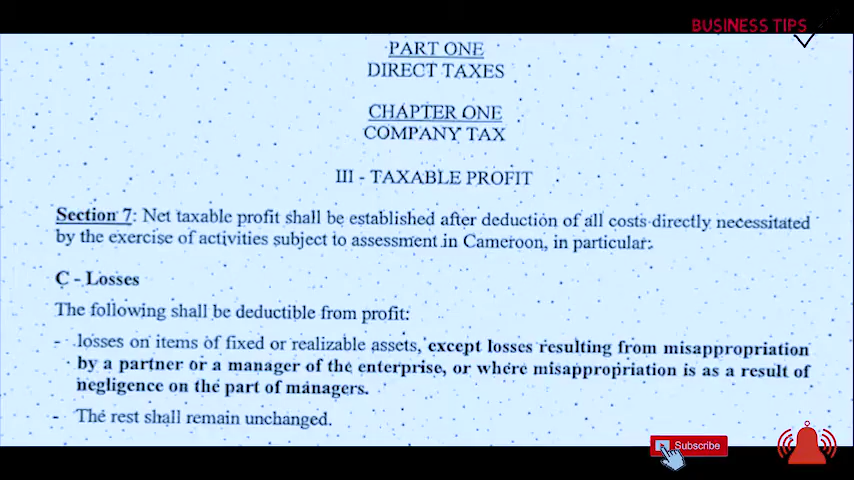 BUSINESS TIPS
PART ONE
DIRECT TAXES
CHAPTER ONE
COMPANY TAX
III - TAXABLE PROFIT
Section 7: Net taxable profit shall be established after deduction of all costs directly necessitated
by the exercise of activities subject to assessment in Cameroon, in particular:
C - Losses
The following shall be deductible from profit:
- losses on items of fixed or realizable assets, except losses resulting from misappropriation
by a partner or a manager of the enterprise, or where misappropriation is as a result of
negligence on the part of managers.
- The rest shall remain unchanged.
Subscribe